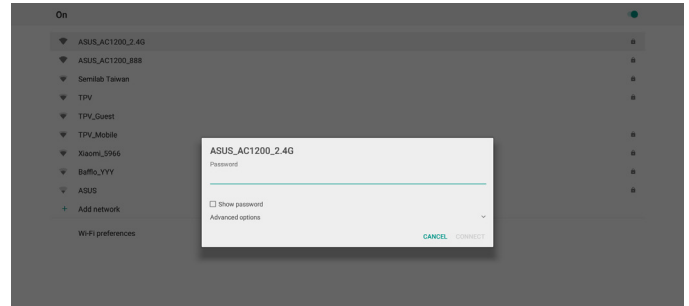 On
ASUS_AC1200_2.4G
ASUS_AC1200_888
Semilab Taiwan
TPV
TPV_Guest
TPV_Mobile
Xiaomi_5966
Baffio_YYY
ASUS
+ Add network
Wi-Fi preferences
ASUS_AC1200_2.4G
Password
Show password
Advanced options
CANCEL CONNECT